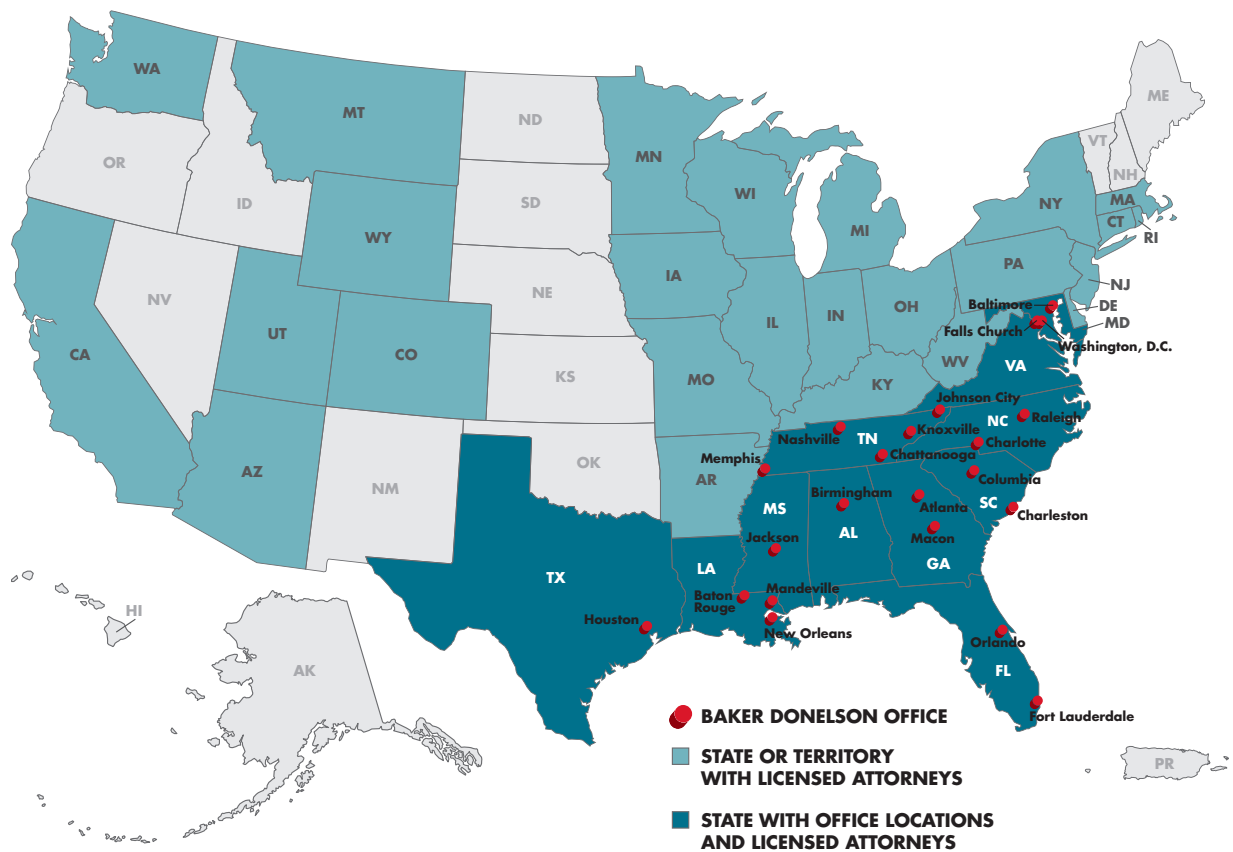 WA
MT
ND
MN
ME
VT
NH
OR
ID
SD
WI
MI
NY
MA
CT
RI
WY
IA
PA
NJ
NV
NE
IL
IN
OH
Baltimore
DE
MD
Falls Church
Washington, D.C.
CA
UT
CO
KS
MO
KY
WV
VA
Johnson City
NC
Raleigh
Nashville
TN
Knoxville
Charlotte
Chattanooga
Memphis
AZ
NM
OK
AR
Columbia
Birmingham
MS
SC
Atlanta
Charleston
AL
Macon
Jackson
GA
TX
LA
Baton
Rouge
Mandeville
Houston
New Orleans
HI
AK
Orlando
FL
Fort Lauderdale
BAKER DONELSON OFFICE
STATE OR TERRITORY
WITH LICENSED ATTORNEYS
PR
STATE WITH OFFICE LOCATIONS
AND LICENSED ATTORNEYS